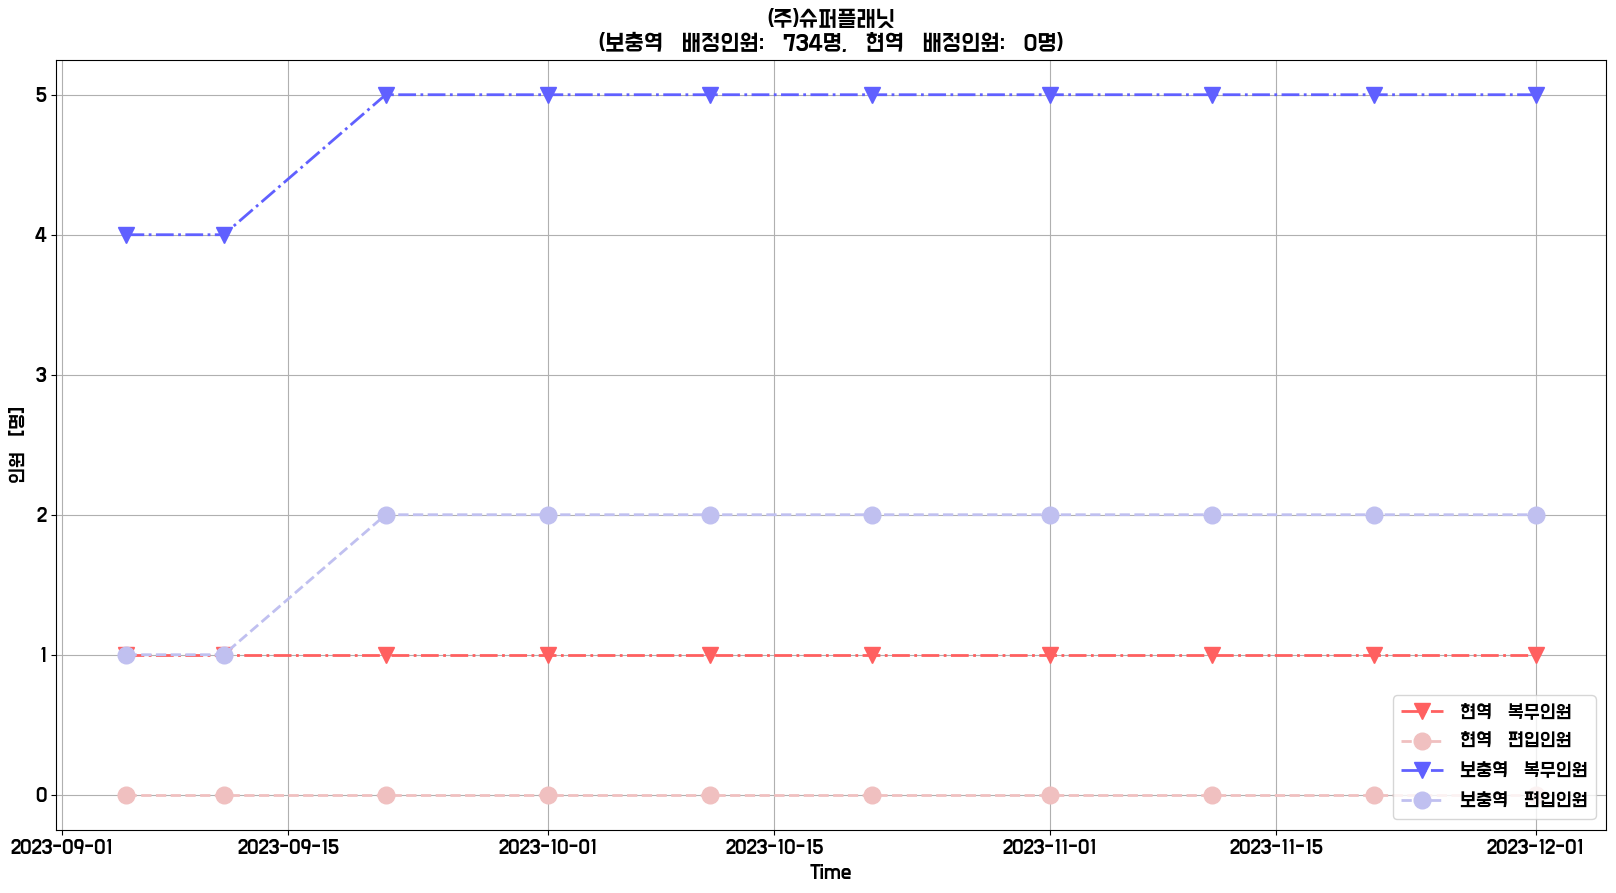 (주)슈퍼플래닛
(보충역 배정인원: 734명, 현역 배정인원: 0명)
5
4
3
2
1
0
인원 [명]
현역 복무인원
현역 편입인원
보충역 복무인원
보충역 편입인원
2023-09-01 2023-09-15 2023-10-01 2023-10-15 2023-11-01 2023-11-15 2023-12-01
Time